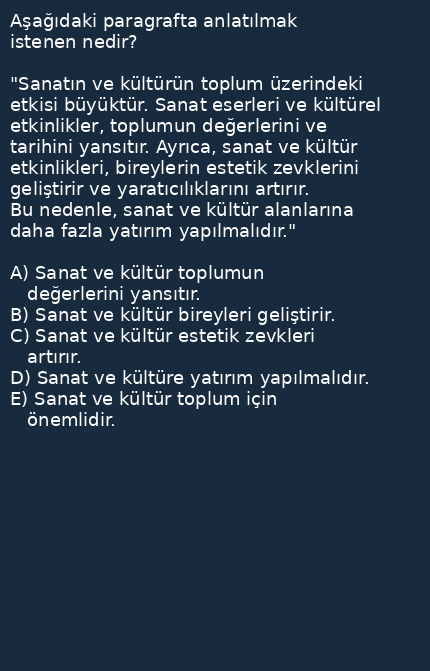 Aşağıdaki paragrafta anlatılmak
istenen nedir?
"Sanatın ve kültürün toplum üzerindeki
etkisi büyüktür. Sanat eserleri ve kültürel
etkinlikler, toplumun değerlerini ve
tarihini yansıtır. Ayrıca, sanat ve kültür
etkinlikleri, bireylerin estetik zevklerini
geliştirir ve yaratıcılıklarını artırır.
Bu nedenle, sanat ve kültür alanlarına
daha fazla yatırım yapılmalıdır."
A) Sanat ve kültür toplumun
değerlerini yansıtır.
B) Sanat ve kültür bireyleri geliştirir.
C) Sanat ve kültür estetik zevkleri
artırır.
D) Sanat ve kültüre yatırım yapılmalıdır.
E) Sanat ve kültür toplum için
önemlidir.